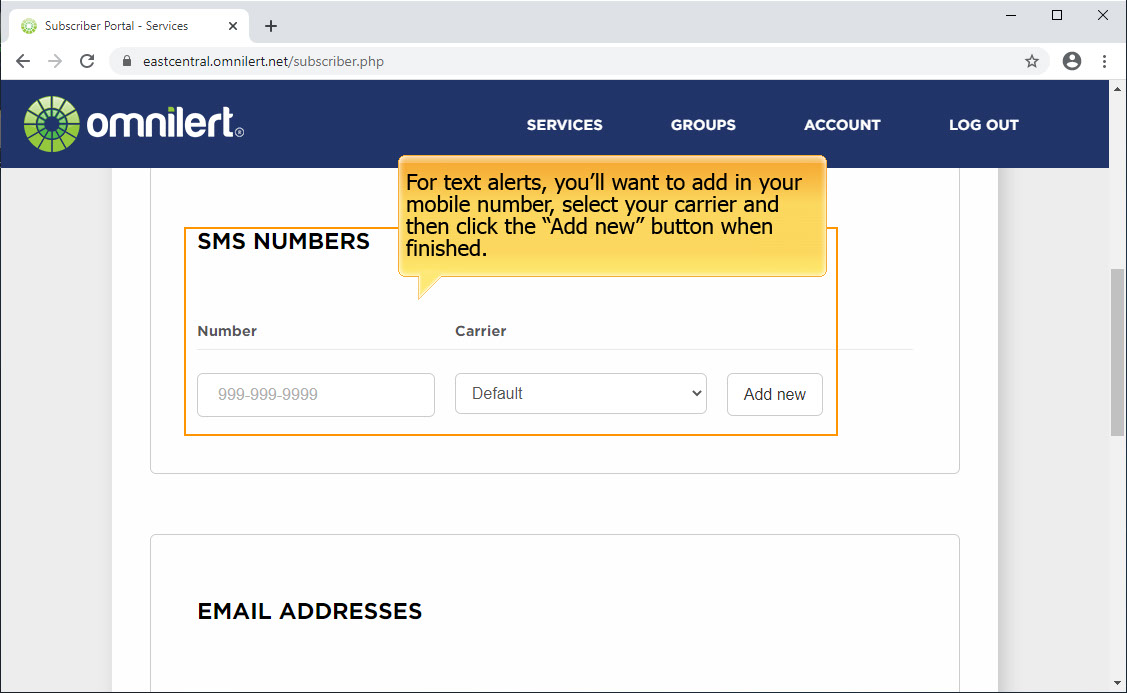 Subscriber Portal - Services
eastcentral.omnilert.net/subscriber.php
omnilert®
SERVICES GROUPS ACCOUNT LOG OUT
For text alerts, you’ll want to add in your
mobile number, select your carrier and
then click the “Add new” button when
finished.
SMS NUMBERS
Number Carrier
999-999-9999 Default Add new
EMAIL ADDRESSES